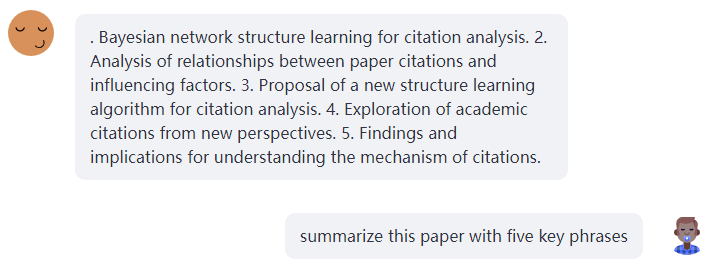 . Bayesian network structure learning for citation analysis. 2.
Analysis of relationships between paper citations and
influencing factors. 3. Proposal of a new structure learning
algorithm for citation analysis. 4. Exploration of academic
citations from new perspectives. 5. Findings and
implications for understanding the mechanism of citations.
summarize this paper with five key phrases